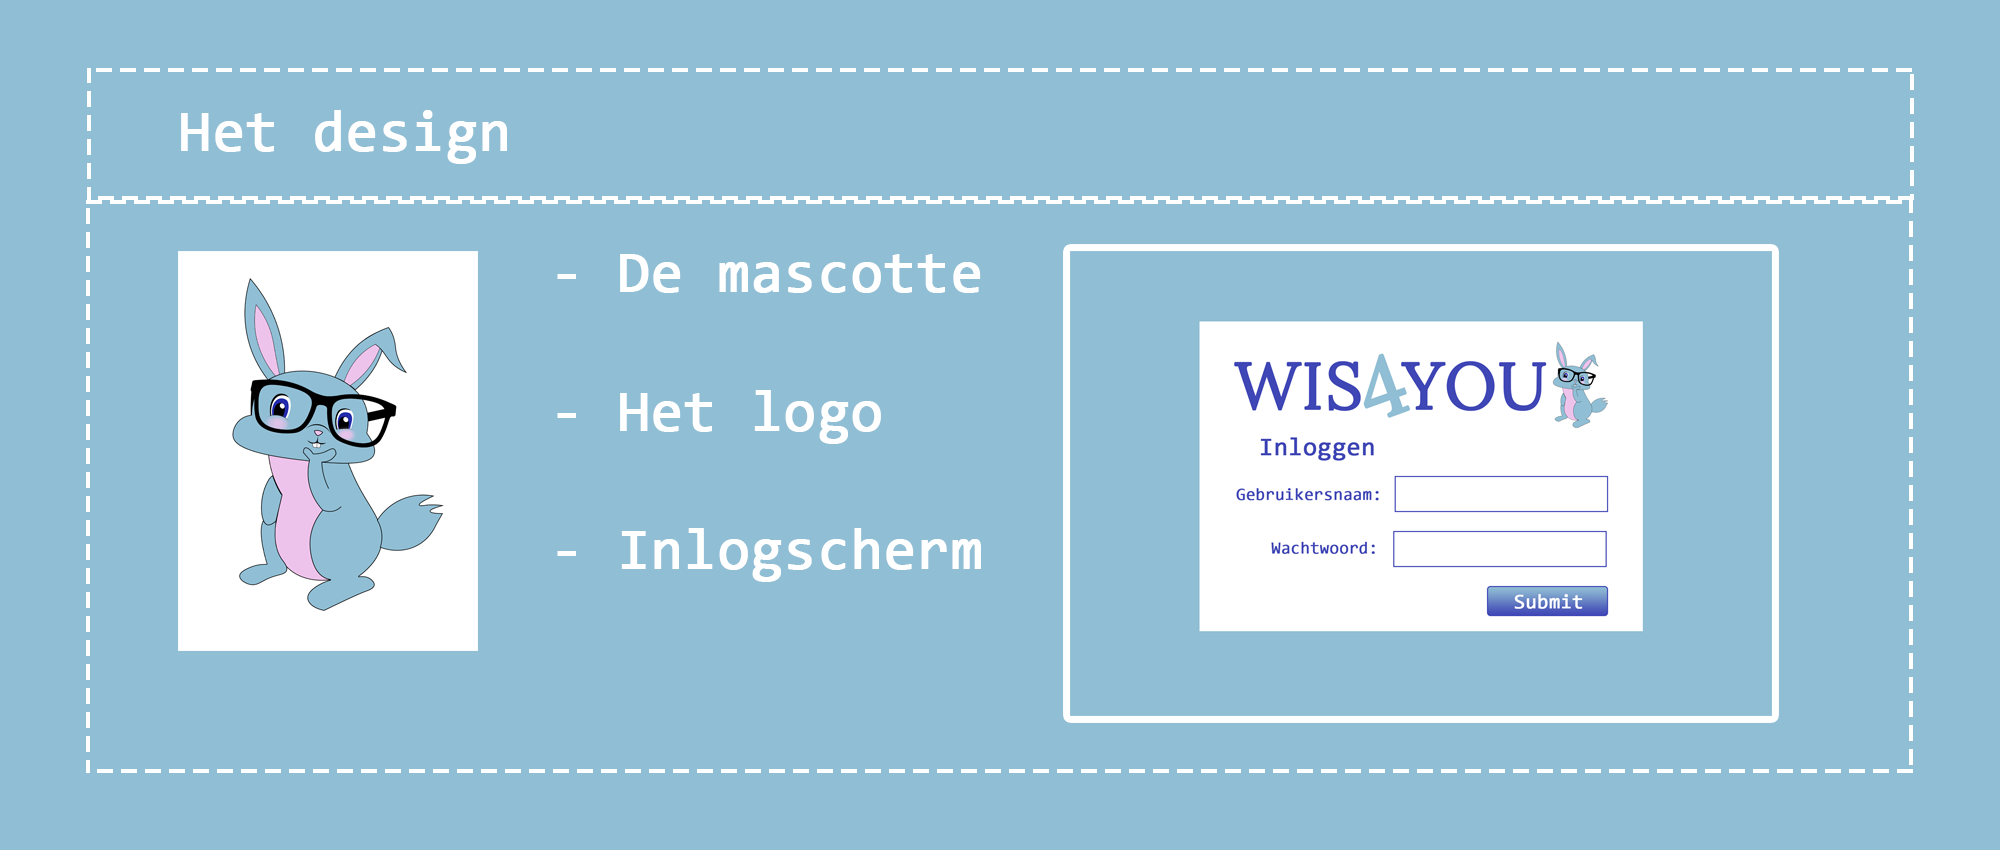 Het design
- De mascotte
- Het logo
- Inlogscherm
WIS4YOU
Inloggen
Gebruikersnaam:
Wachtwoord:
Submit